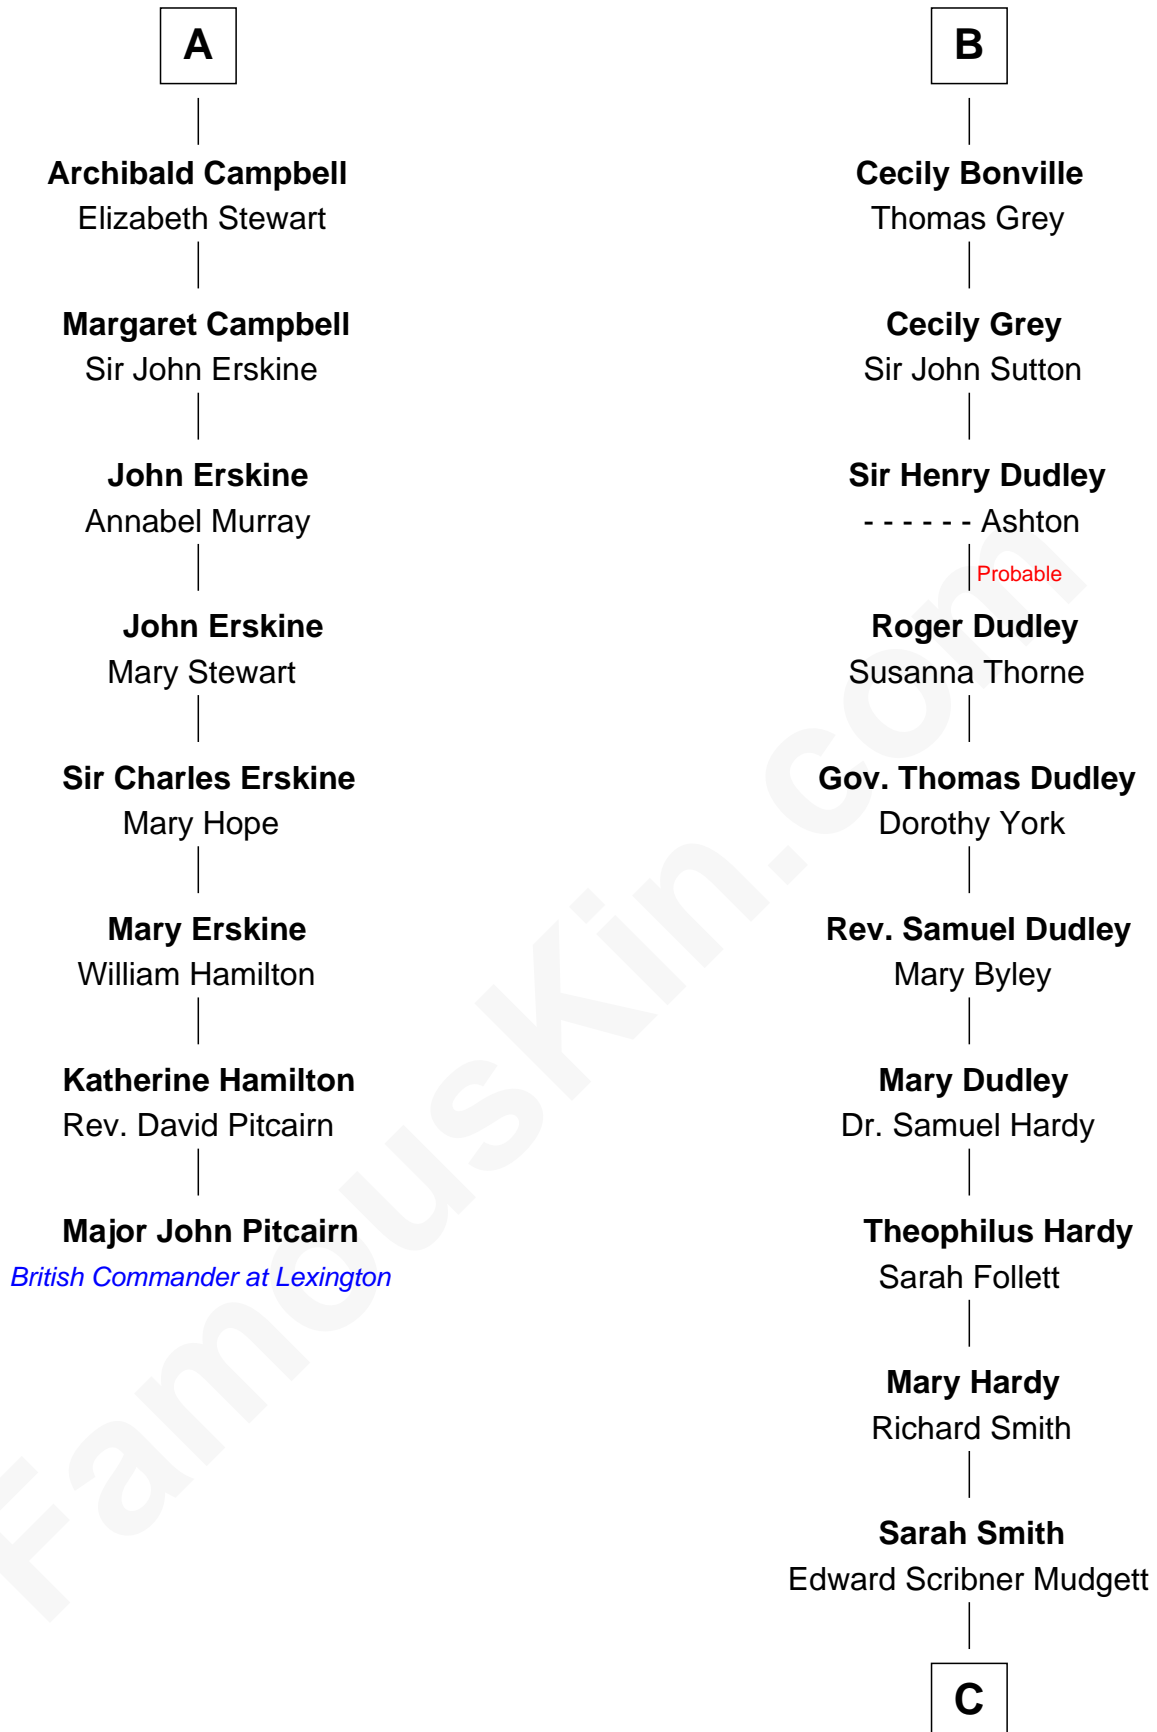 A
Archibald Campbell
Elizabeth Stewart
Margaret Campbell
Sir John Erskine
John Erskine
Annabel Murray
John Erskine
Mary Stewart
Sir Charles Erskine
Mary Hope
Mary Erskine
William Hamilton
Katherine Hamilton
Rev. David Pitcairn
Major John Pitcairn
British Commander at Lexington
B
Cecily Bonville
Thomas Grey
Cecily Grey
Sir John Sutton
Sir Henry Dudley
- - - - - - Ashton
Probable
Roger Dudley
Susanna Thorne
Gov. Thomas Dudley
Dorothy York
Rev. Samuel Dudley
Mary Byley
Mary Dudley
Dr. Samuel Hardy
Theophilus Hardy
Sarah Follett
Mary Hardy
Richard Smith
Sarah Smith
Edward Scribner Mudgett
C
FamousKin.com